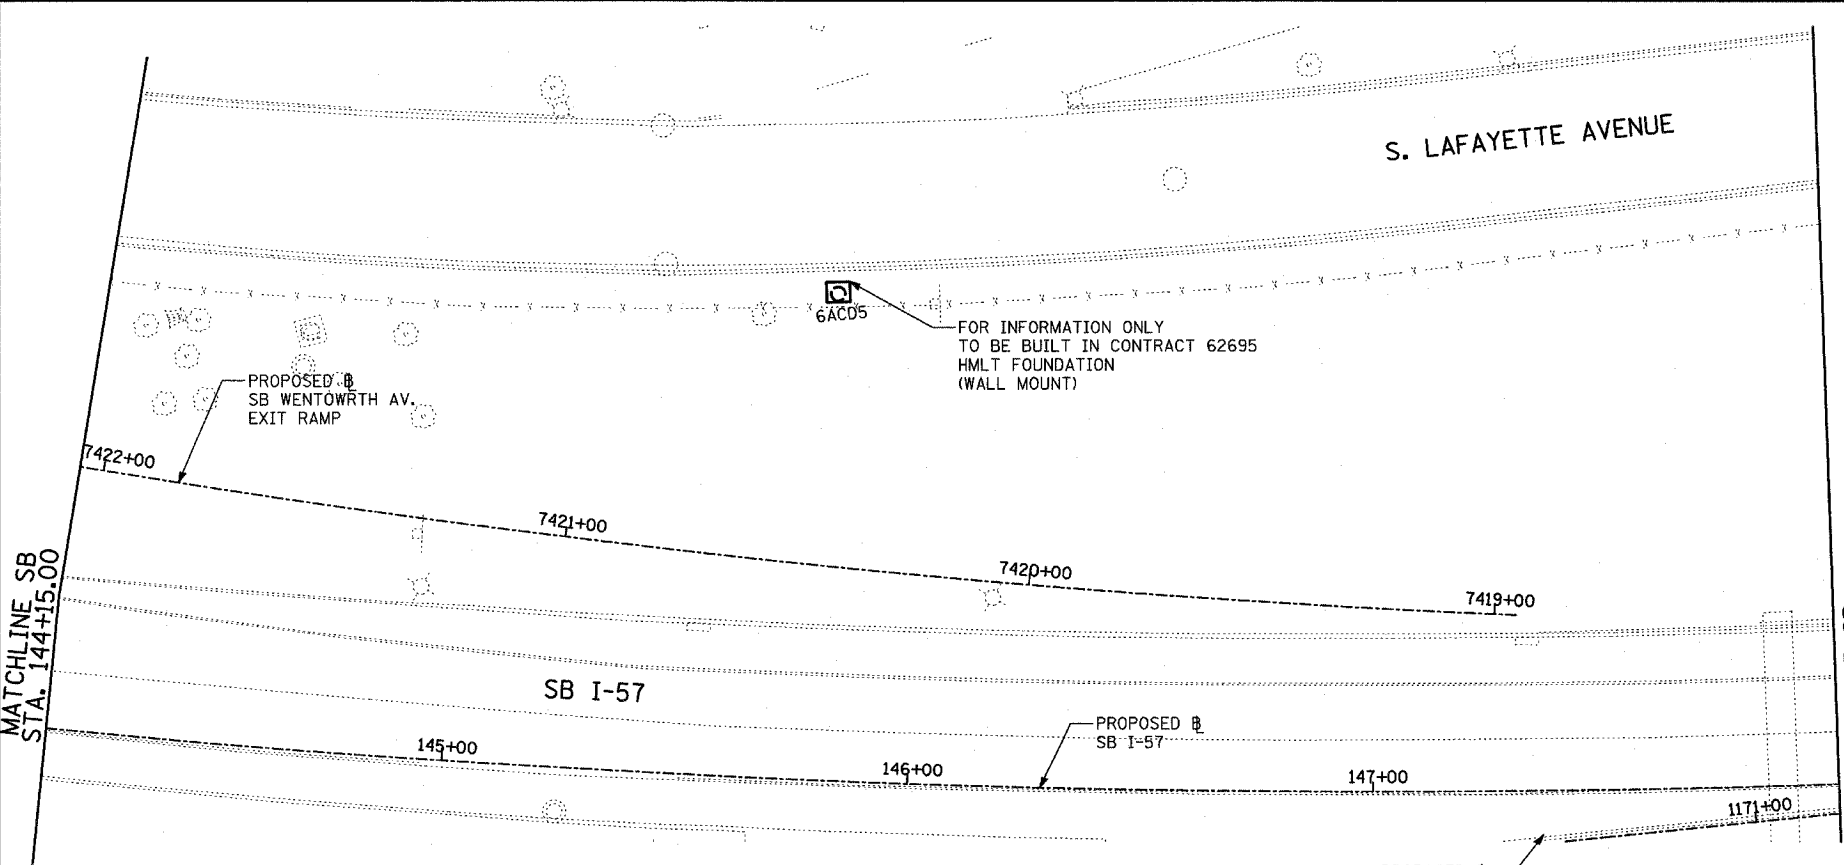 S. LAFAYETTE AVENUE
6ACD5
FOR INFORMATION ONLY
TO BE BUILT IN CONTRACT 62695
HMLT FOUNDATION
(WALL MOUNT)
PROPOSED ℄
SB WENTOWRTH AV.
EXIT RAMP
7422+00
7421+00
7420+00
7419+00
MATCHLINE SB
STA. 144+15.00
SB I-57
PROPOSED ℄
SB I-57
145+00
146+00
147+00
1171+00